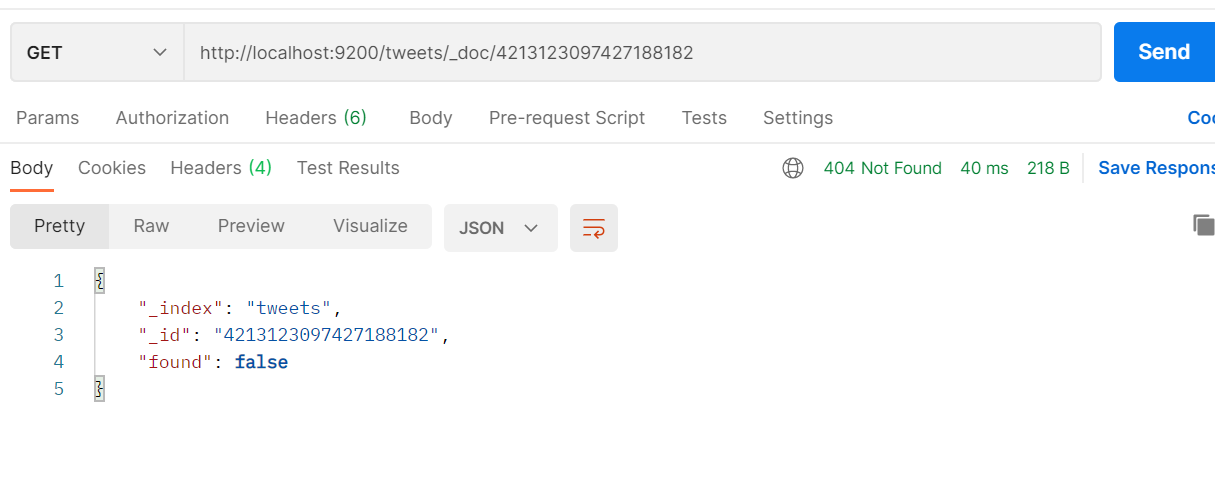 GET http://localhost:9200/tweets/_doc/4213123097427188182 Send
Params Authorization Headers (6) Body Pre-request Script Tests Settings Coo
Body Cookies Headers (4) Test Results 404 Not Found 40 ms 218 B Save Respons
Pretty Raw Preview Visualize JSON
1 {
2 "_index": "tweets",
3 "_id": "4213123097427188182",
4 "found": false
5 }